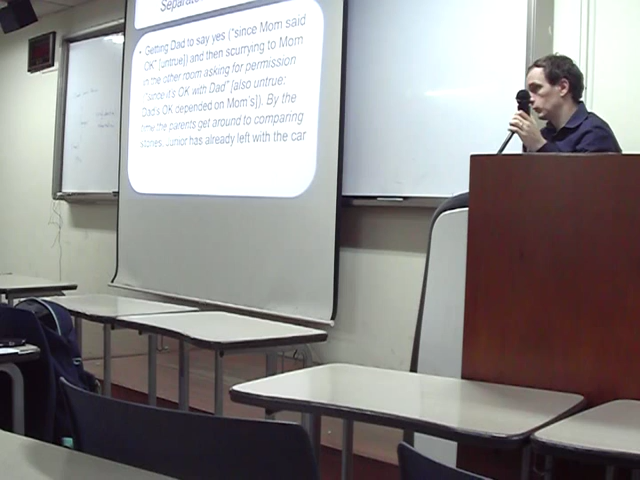 Separate
• Getting Dad to say yes ("since Mom said
OK" [untrue]) and then scurrying to Mom
in the other room asking for permission
"since it's OK with Dad" [also untrue:
Dad's OK depended on Mom's]). By the
time the parents get around to comparing
stories, Junior has already left with the car